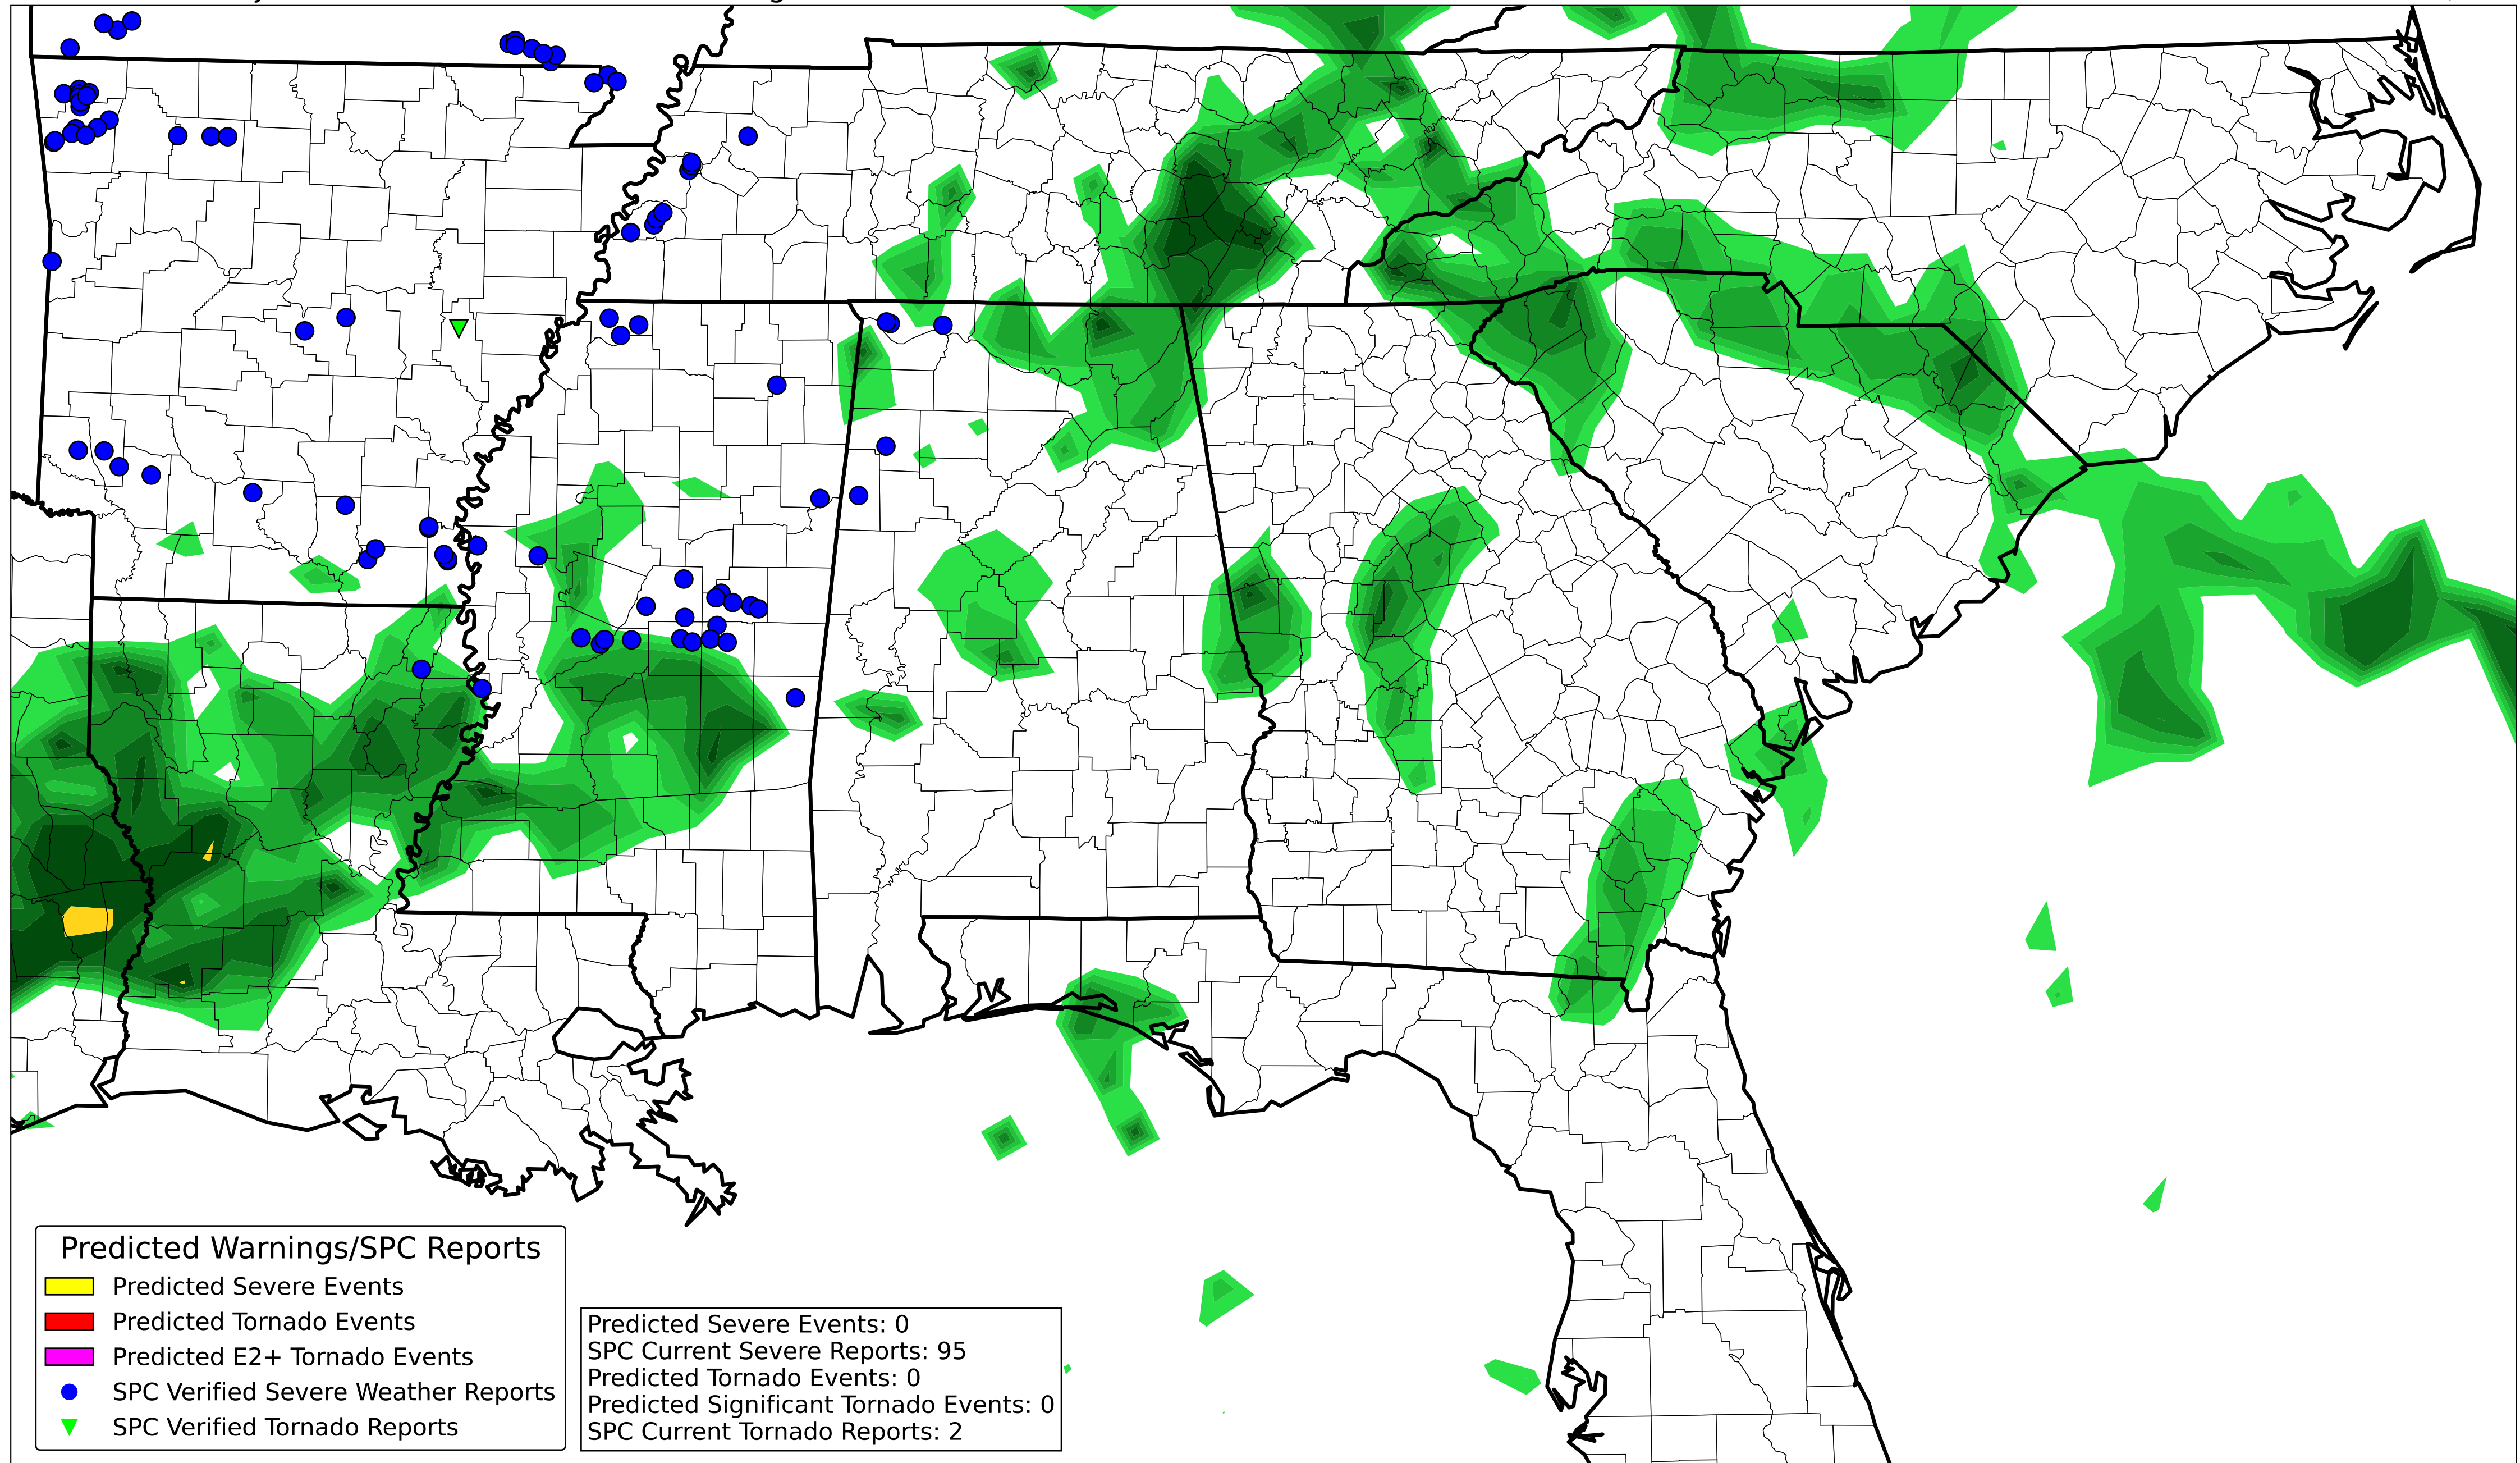 Predicted Warnings/SPC Reports
Predicted Severe Events
Predicted Tornado Events
Predicted E2+ Tornado Events
SPC Verified Severe Weather Reports
SPC Verified Tornado Reports
Predicted Severe Events: 0
SPC Current Severe Reports: 95
Predicted Tornado Events: 0
Predicted Significant Tornado Events: 0
SPC Current Tornado Reports: 2